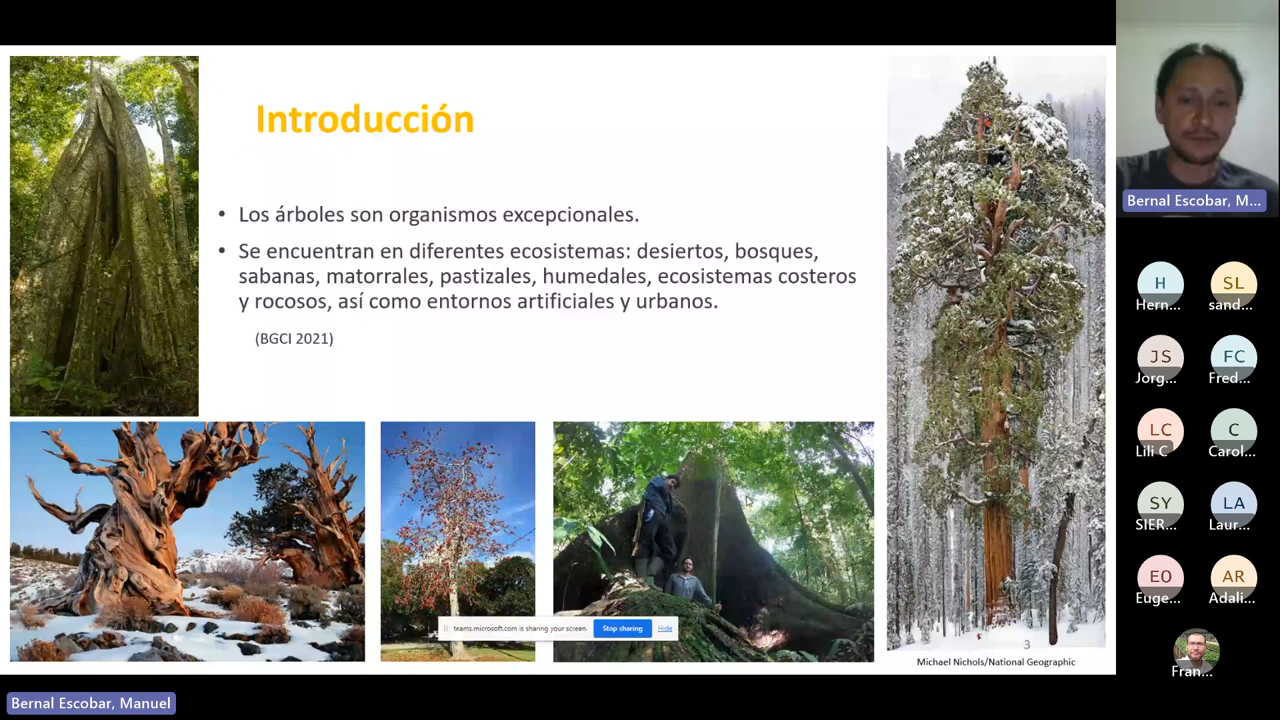 Introducción
• Los árboles son organismos excepcionales.
• Se encuentran en diferentes ecosistemas: desiertos, bosques,
sabanas, matorrales, pastizales, humedales, ecosistemas costeros
y rocosos, así como entornos artificiales y urbanos.
(BGCI 2021)
teams.microsoft.com is sharing your screen.
Stop sharing
Hide
3
Michael Nichols/National Geographic
Bernal Escobar, M...
H
SL
Hern...
sand...
JS
FC
Jorg...
Fred...
LC
C
Lili C
Carol...
SY
LA
SIER...
Laur...
EO
AR
Euge...
Adali...
Fran...
Bernal Escobar, Manuel